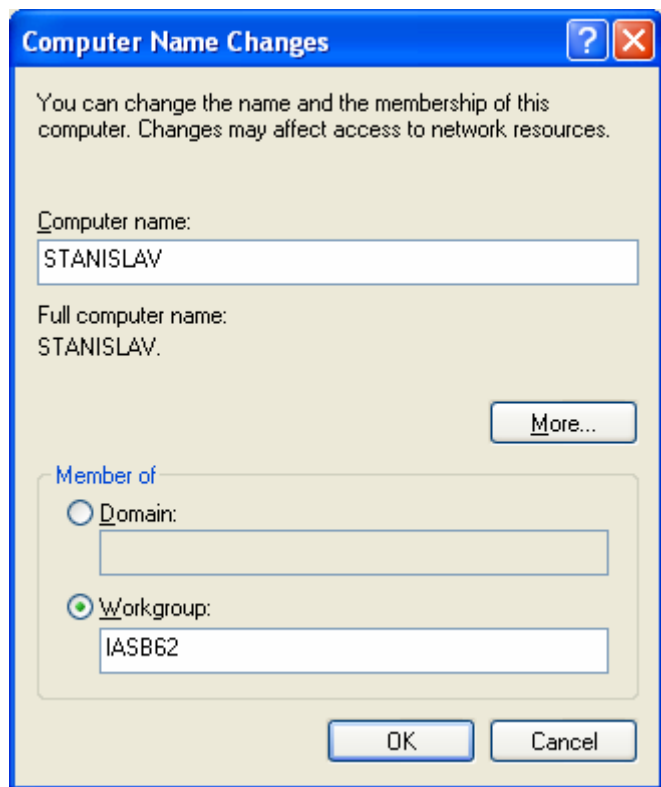 Computer Name Changes
You can change the name and the membership of this
computer. Changes may affect access to network resources.
Computer name:
STANISLAV
Full computer name:
STANISLAV.
More...
Member of
Domain:
Workgroup:
IASB62
OK Cancel